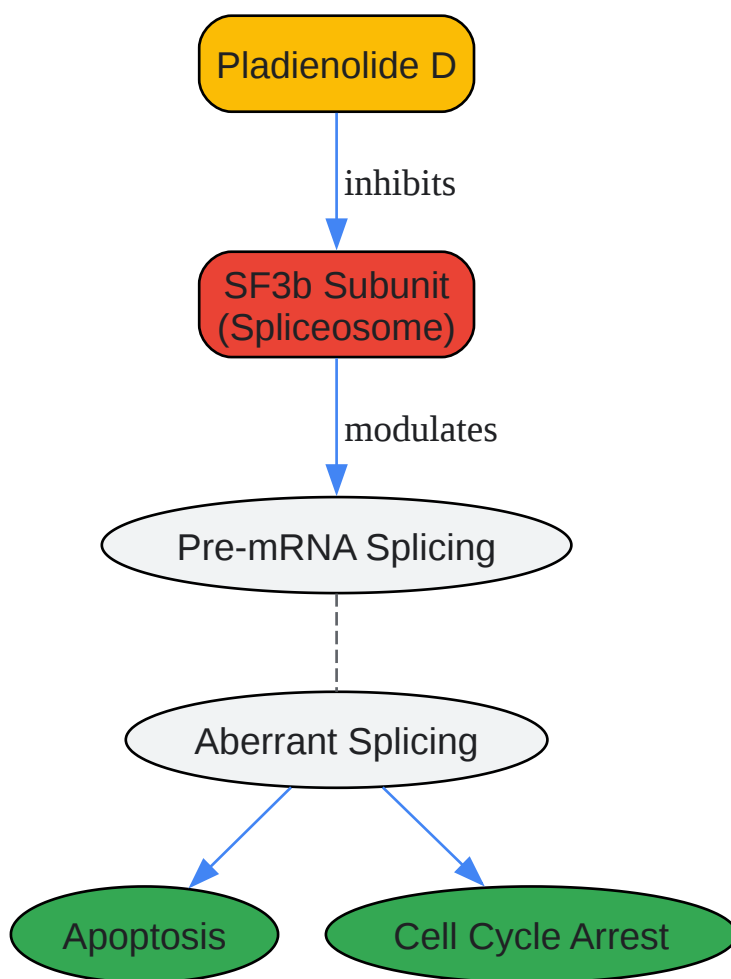 Pladienolide D
inhibits
SF3b Subunit
(Spliceosome)
modulates
Pre-mRNA Splicing
Aberrant Splicing
Apoptosis
Cell Cycle Arrest